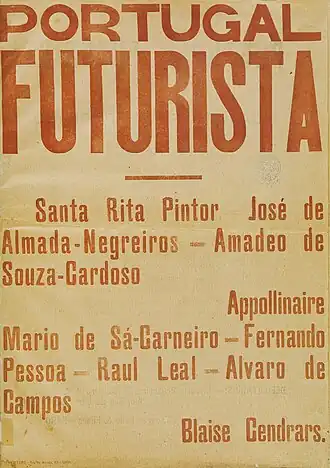 PORTUGAL
FUTURISTA
Santa Rita Pintor José de
Almada-Negreiros — Amadeo de
Souza-Cardoso
Appollinaire
Mario de Sá-Carneiro — Fernando
Pessoa — Raul Leal — Alvaro de
Campos
Blaise Cendrars.